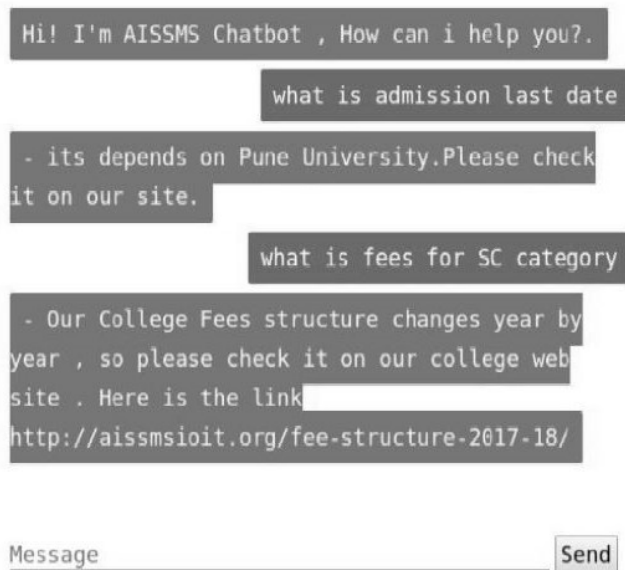 Hi! I'm AISSMS Chatbot , How can i help you?.
what is admission last date
- its depends on Pune University.Please check
it on our site.
what is fees for SC category
- Our College Fees structure changes year by
year , so please check it on our college web
site . Here is the link
http://aissmsioit.org/fee-structure-2017-18/
Message
Send